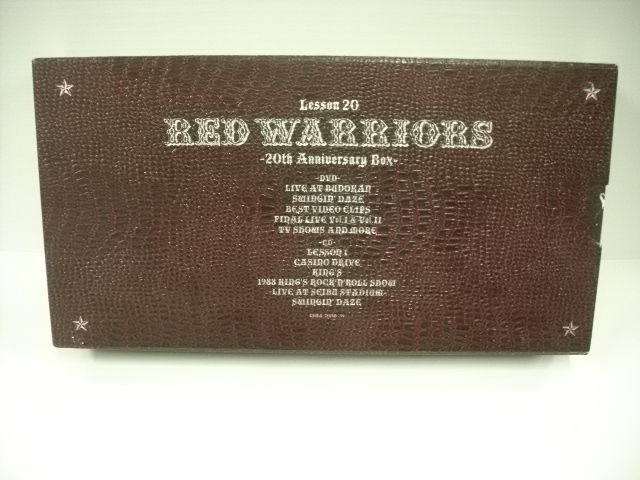 Lesson 20
RED WARRIORS
-20th Anniversary Box-
-DVD-
LIVE AT BUDOKAN
SWINGIN' DAZE
BEST VIDEO CLIPS
FINAL LIVE Vol.I & Vol.II
TV SHOWS AND MORE
-CD-
LESSON 1
CASINO DRIVE
KING'S
1988 KING'S ROCK'N'ROLL SHOW
-LIVE AT SEIBU STADIUM-
SWINGIN' DAZE